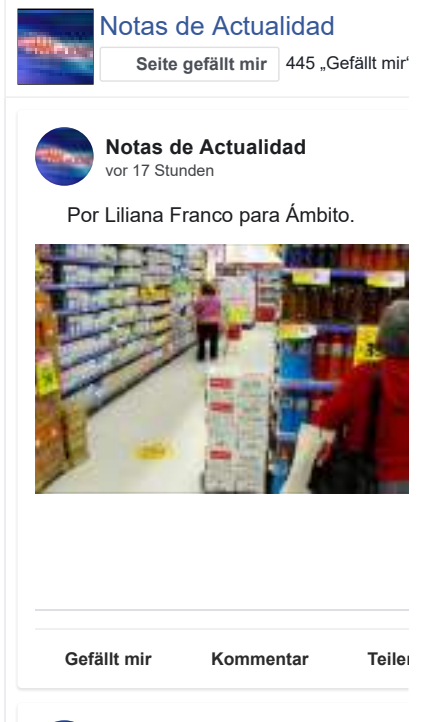 Notas de Actualidad
Seite gefällt mir
445 „Gefällt mir“
Notas de Actualidad
vor 17 Stunden
Por Liliana Franco para Ámbito.
Gefällt mir
Kommentar
Teilen